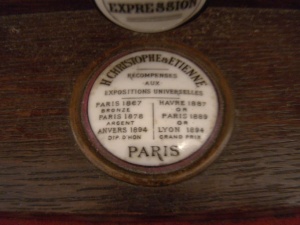 EXPRESSION
H. CHRISTOPHE & ETIENNE
RECOMPENSES
AUX
EXPOSITIONS UNIVERSELLES
PARIS 1867
BRONZE
PARIS 1878
ARGENT
ANVERS 1894
DIP. D'HON.
HAVRE 1887
OR
PARIS 1889
OR
LYON 1894
GRAND PRIX
PARIS